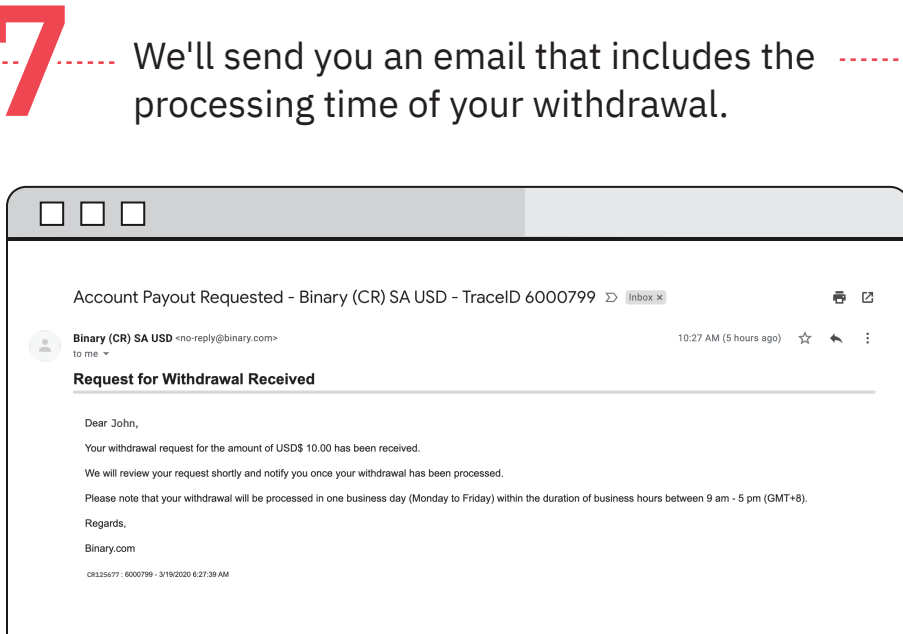 7
We'll send you an email that includes the
processing time of your withdrawal.
Account Payout Requested - Binary (CR) SA USD - TraceID 6000799 Inbox ×
Binary (CR) SA USD <no-reply@binary.com> 10:27 AM (5 hours ago)
to me
Request for Withdrawal Received
Dear John,
Your withdrawal request for the amount of USD$ 10.00 has been received.
We will review your request shortly and notify you once your withdrawal has been processed.
Please note that your withdrawal will be processed in one business day (Monday to Friday) within the duration of business hours between 9 am - 5 pm (GMT+8).
Regards,
Binary.com
CR125677 : 6000799 - 3/19/2020 6:27:39 AM